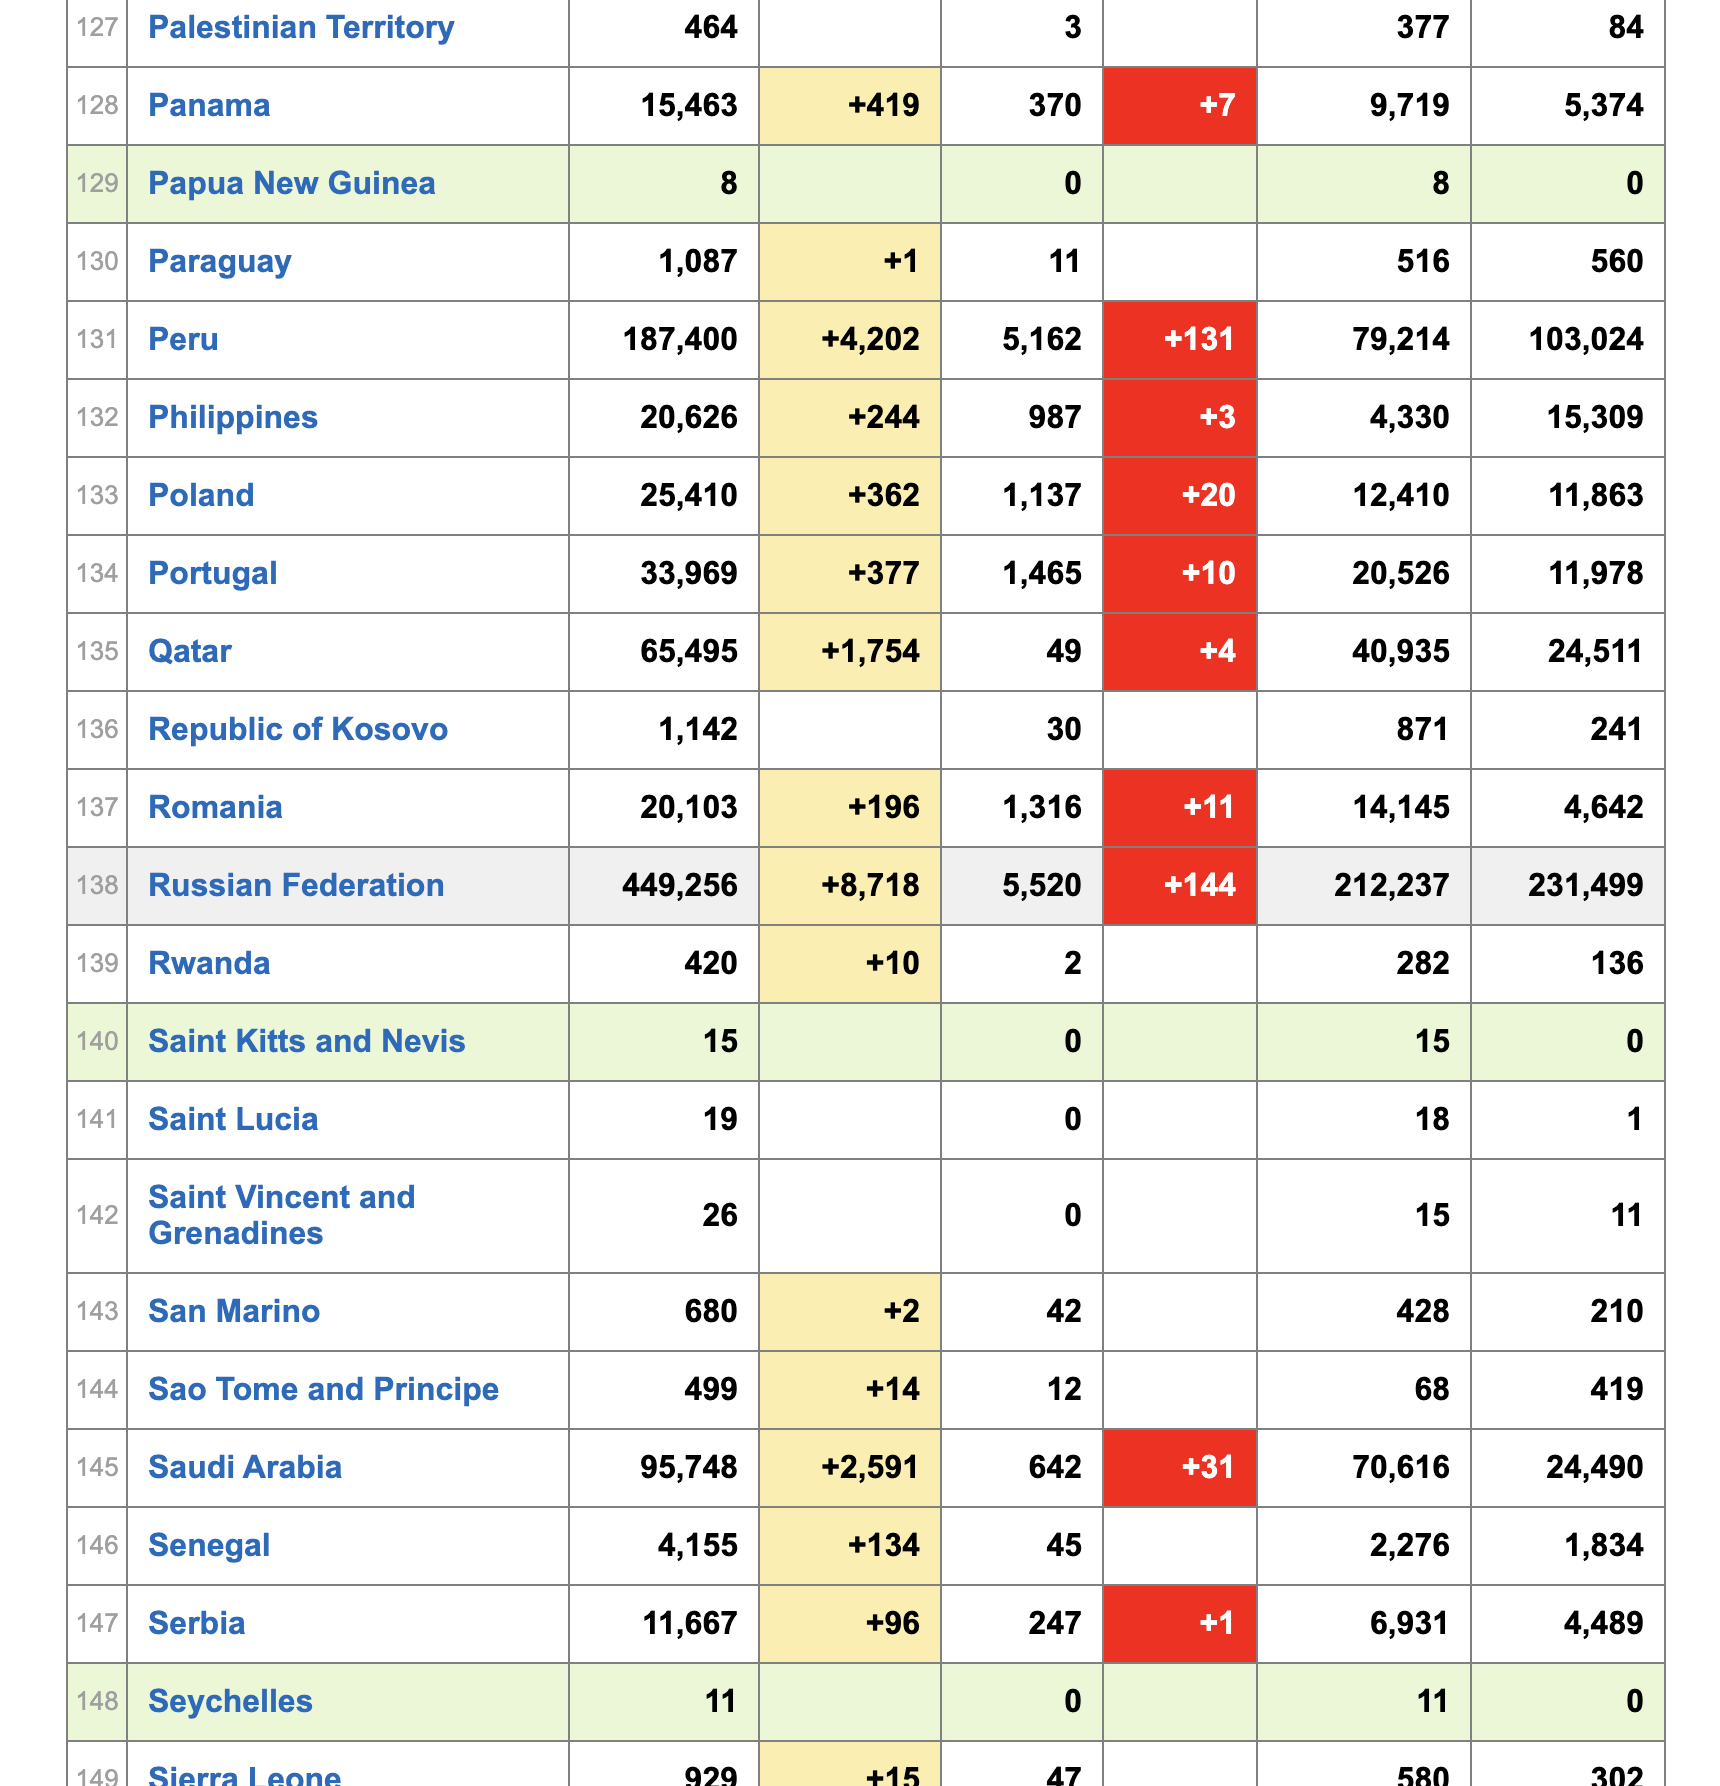 127 Palestinian Territory 464 3 377 84
128 Panama 15,463 +419 370 +7 9,719 5,374
129 Papua New Guinea 8 0 8 0
130 Paraguay 1,087 +1 11 516 560
131 Peru 187,400 +4,202 5,162 +131 79,214 103,024
132 Philippines 20,626 +244 987 +3 4,330 15,309
133 Poland 25,410 +362 1,137 +20 12,410 11,863
134 Portugal 33,969 +377 1,465 +10 20,526 11,978
135 Qatar 65,495 +1,754 49 +4 40,935 24,511
136 Republic of Kosovo 1,142 30 871 241
137 Romania 20,103 +196 1,316 +11 14,145 4,642
138 Russian Federation 449,256 +8,718 5,520 +144 212,237 231,499
139 Rwanda 420 +10 2 282 136
140 Saint Kitts and Nevis 15 0 15 0
141 Saint Lucia 19 0 18 1
142 Saint Vincent and
Grenadines 26 0 15 11
143 San Marino 680 +2 42 428 210
144 Sao Tome and Principe 499 +14 12 68 419
145 Saudi Arabia 95,748 +2,591 642 +31 70,616 24,490
146 Senegal 4,155 +134 45 2,276 1,834
147 Serbia 11,667 +96 247 +1 6,931 4,489
148 Seychelles 11 0 11 0
149 Sierra Leone 929 +15 47 580 302